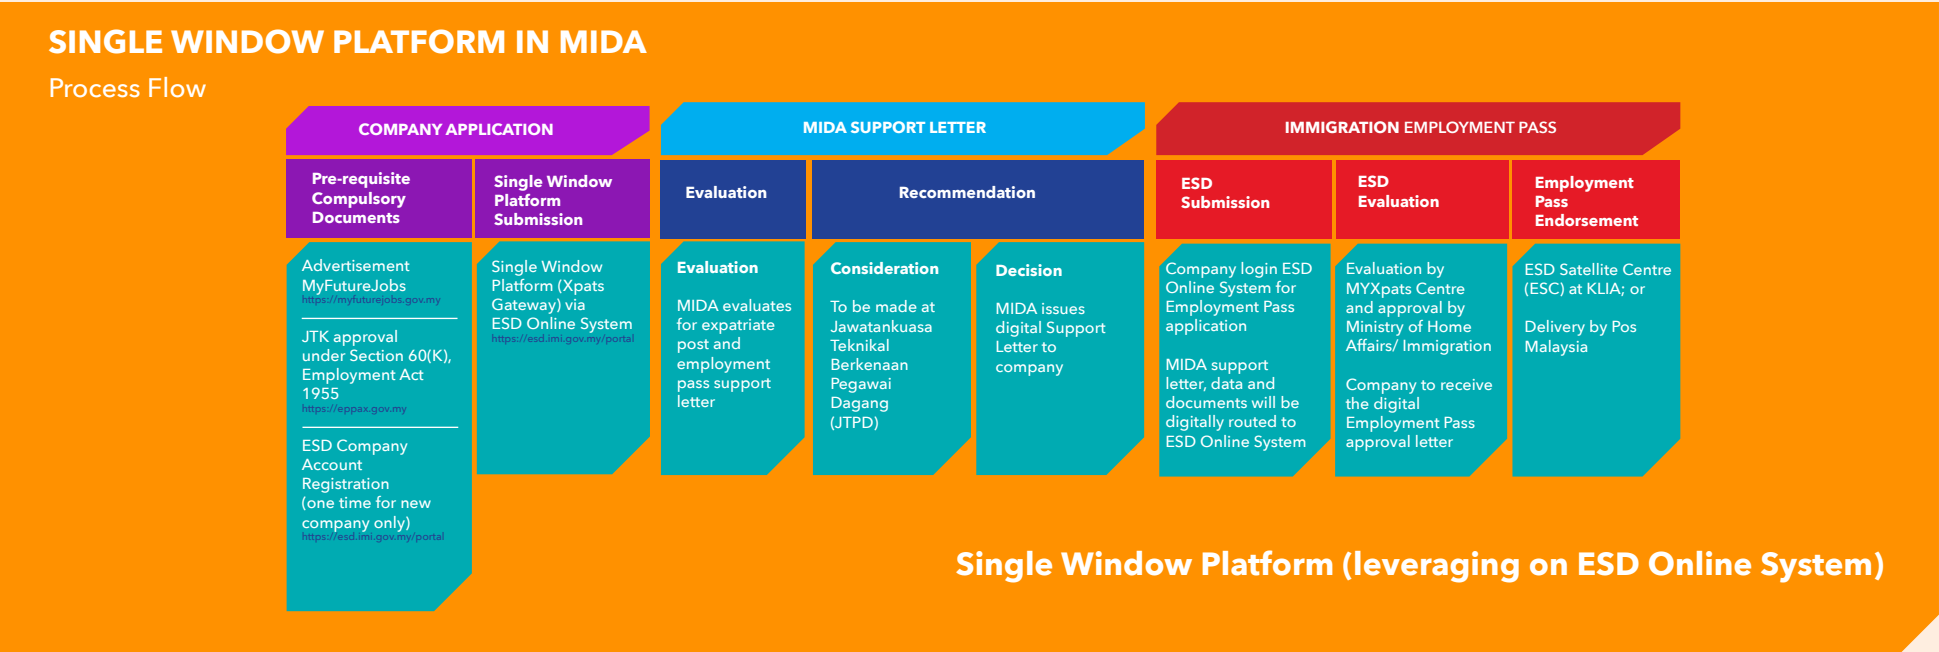 SINGLE WINDOW PLATFORM IN MIDA
Process Flow
COMPANY APPLICATION
Pre-requisite
Compulsory
Documents
Advertisement
MyFutureJobs
https://myfuturejobs.gov.my
JTK approval
under Section 60(K),
Employment Act
1955
https://eppax.gov.my
ESD Company
Account
Registration
(one time for new
company only)
https://esd.imi.gov.my/portal
Single Window
Platform
Submission
Single Window
Platform (Xpats
Gateway) via
ESD Online System
https://esd.imi.gov.my/portal
MIDA SUPPORT LETTER
Evaluation
Evaluation
MIDA evaluates
for expatriate
post and
employment
pass support
letter
Recommendation
Consideration
To be made at
Jawatankuasa
Teknikal
Berkenaan
Pegawai
Dagang
(JTPD)
Decision
MIDA issues
digital Support
Letter to
company
IMMIGRATION EMPLOYMENT PASS
ESD
Submission
Company login ESD
Online System for
Employment Pass
application
MIDA support
letter, data and
documents will be
digitally routed to
ESD Online System
ESD
Evaluation
Evaluation by
MYXpats Centre
and approval by
Ministry of Home
Affairs/ Immigration
Company to receive
the digital
Employment Pass
approval letter
Employment
Pass
Endorsement
ESD Satellite Centre
(ESC) at KLIA; or
Delivery by Pos
Malaysia
Single Window Platform (leveraging on ESD Online System)